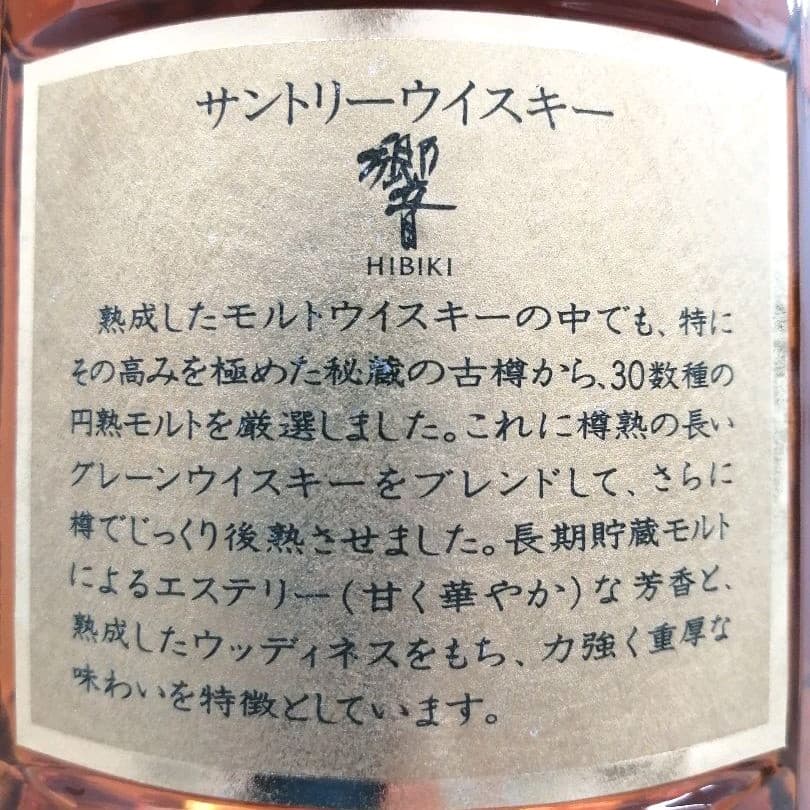 サントリーウイスキー
響
HIBIKI
熟成したモルトウイスキーの中でも、特に
その高みを極めた秘蔵の古樽から、30数種の
円熟モルトを厳選しました。これに樽熟の長い
グレーンウイスキーをブレンドして、さらに
樽でじっくり後熟させました。長期貯蔵モルト
によるエステリー(甘く華やか)な芳香と、
熟成したウッディネスをもち、力強く重厚な
味わいを特徴としています。